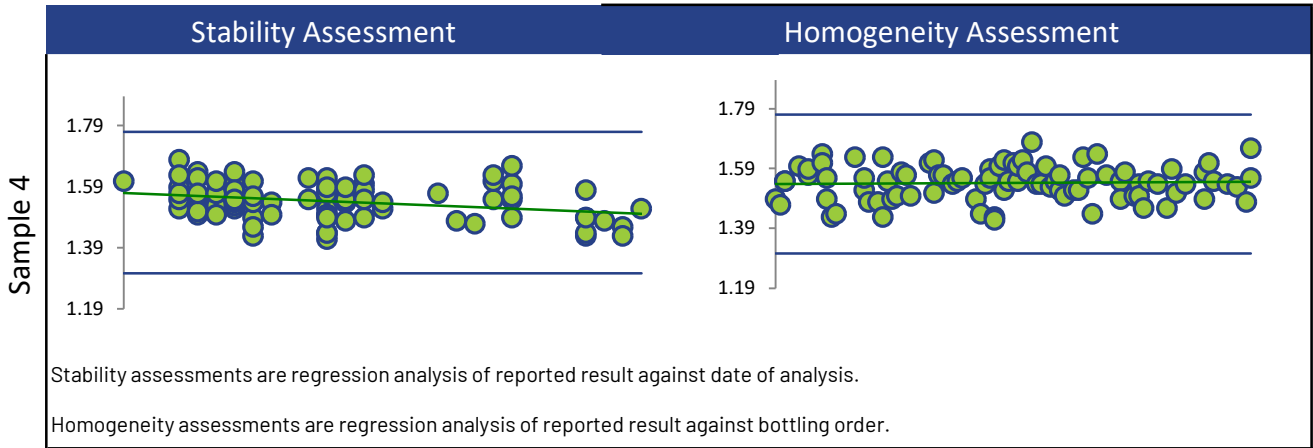 Stability Assessment
Homogeneity Assessment
Sample 4
1.79
1.59
1.39
1.19
1.79
1.59
1.39
1.19
Stability assessments are regression analysis of reported result against date of analysis.
Homogeneity assessments are regression analysis of reported result against bottling order.